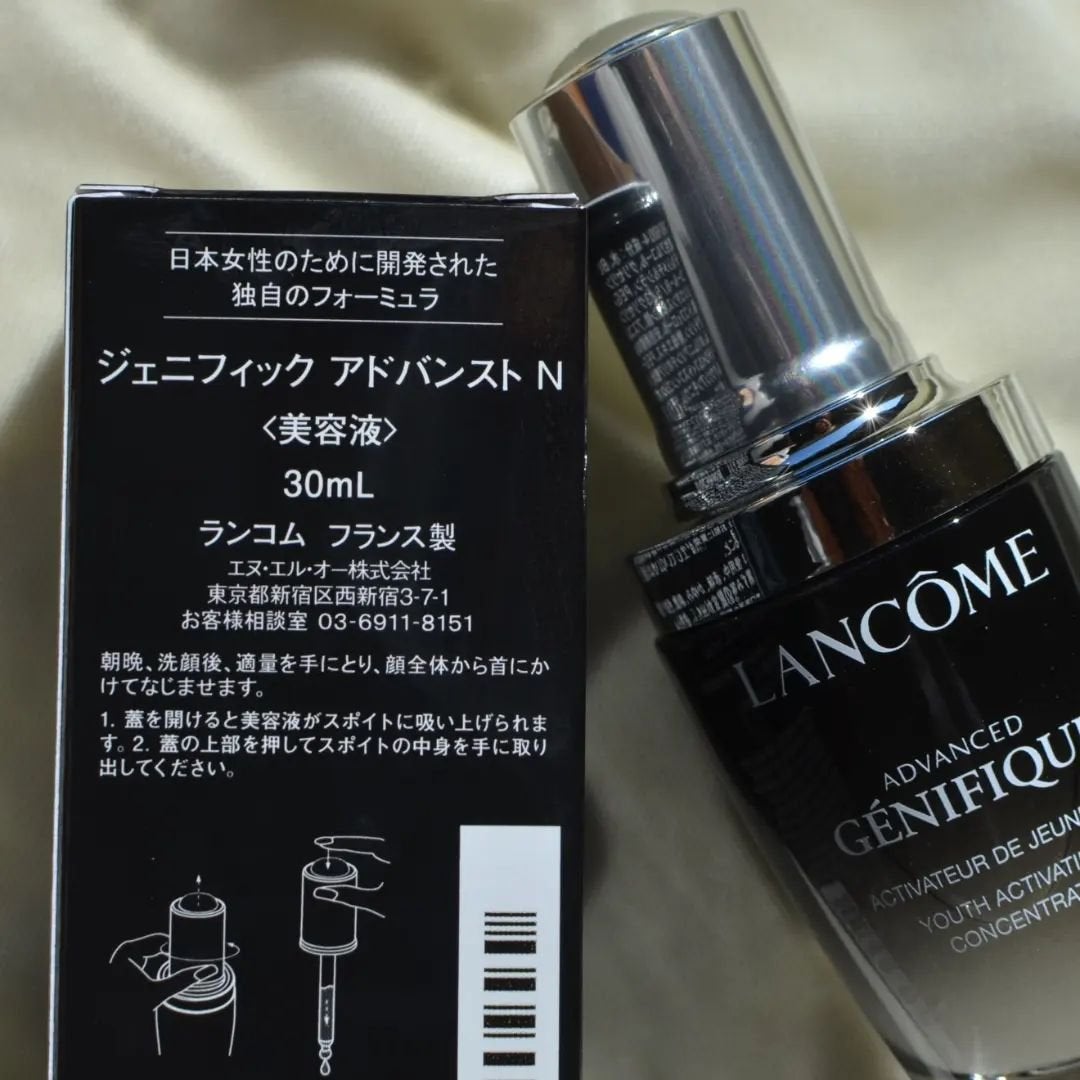 日本女性のために開発された
独自のフォーミュラ
ジェニフィック アドバンスト N
〈美容液〉
30mL
ランコム フランス製
エヌ・エル・オー株式会社
東京都新宿区西新宿3-7-1
お客様相談室 03-6911-8151
朝晩、洗顔後、適量を手にとり、顔全体から首にか
けてなじませます。
1. 蓋を開けると美容液がスポイトに吸い上げられま
す。2. 蓋の上部を押してスポイトの中身を手に取り
出してください。
LANCÔME
ADVANCED
GÉNIFIQU
ACTIVATEUR DE JEUN
YOUTH ACTIVATI
CONCENTRAT